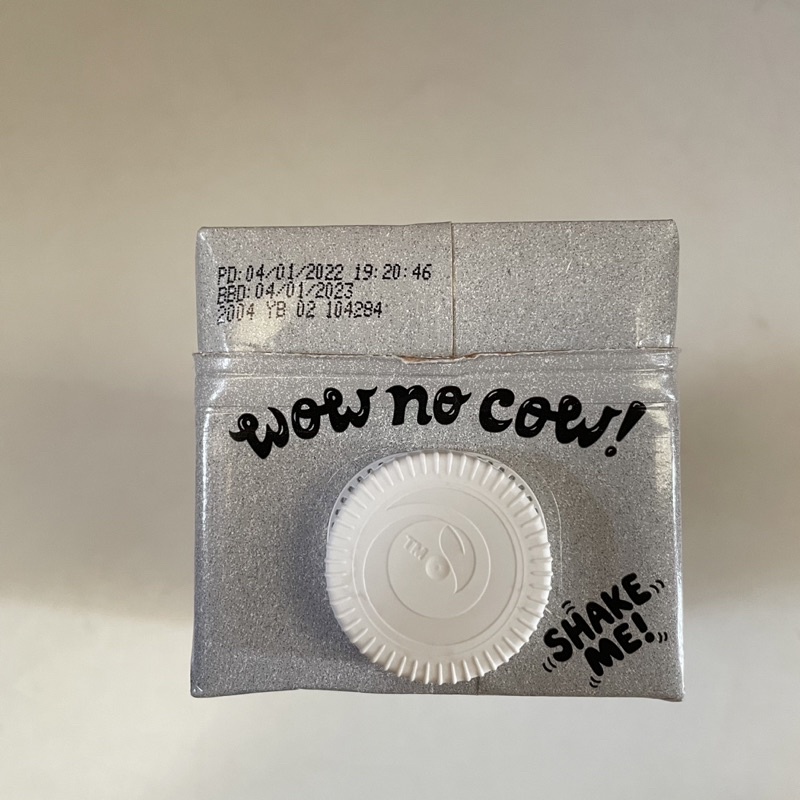 PD:04/01/2022 19:20:46
BBD:04/01/2023
2004 YB 02 104284
wow no cow!
TM
SHAKE
ME!